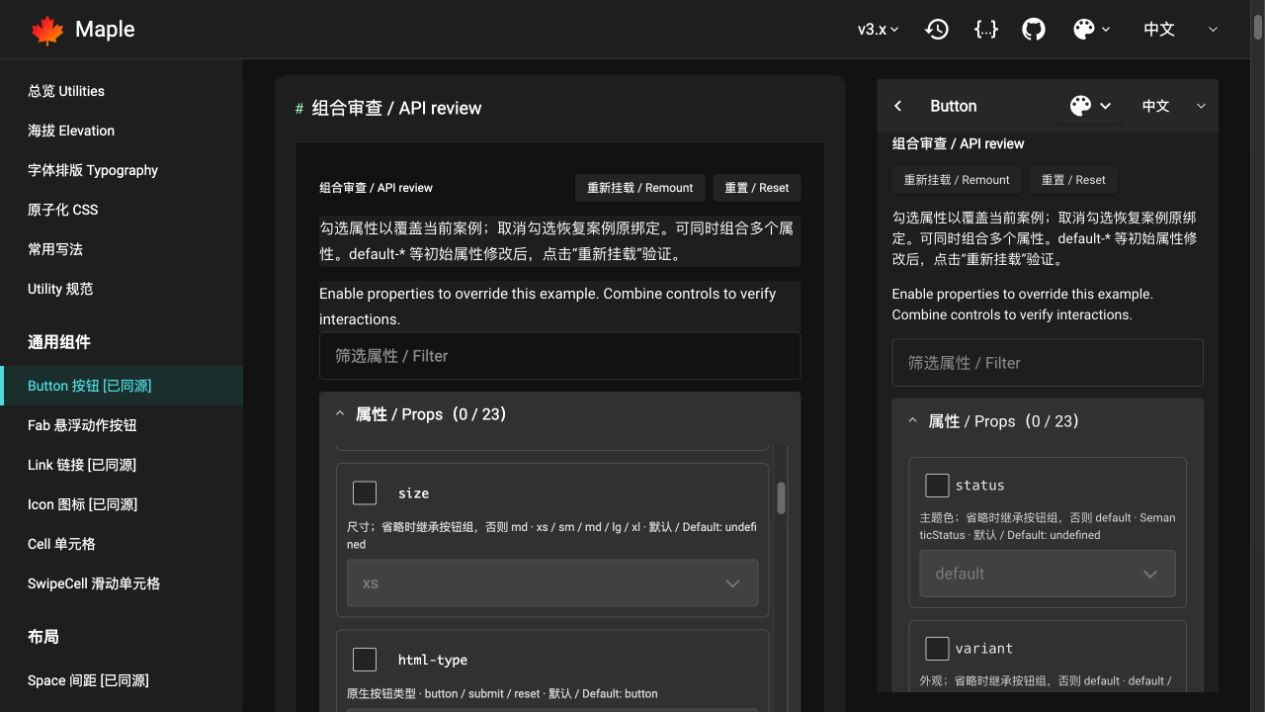 Maple
v3.x
{...}
中文
总览 Utilities
海拔 Elevation
字体排版 Typography
原子化 CSS
常用写法
Utility 规范
通用组件
Button 按钮 [已同源]
Fab 悬浮动作按钮
Link 链接 [已同源]
Icon 图标 [已同源]
Cell 单元格
SwipeCell 滑动单元格
布局
Space 间距 [已同源]
# 组合审查 / API review
组合审查 / API review
重新挂载 / Remount
重置 / Reset
勾选属性以覆盖当前案例；取消勾选恢复案例原绑定。可同时组合多个属
性。default-* 等初始属性修改后，点击“重新挂载”验证。
Enable properties to override this example. Combine controls to verify
interactions.
筛选属性 / Filter
属性 / Props（0 / 23）
size
尺寸；省略时继承按钮组，否则 md · xs / sm / md / lg / xl · 默认 / Default: undefi
ned
xs
html-type
原生按钮类型 · button / submit / reset · 默认 / Default: button
Button
中文
组合审查 / API review
重新挂载 / Remount
重置 / Reset
勾选属性以覆盖当前案例；取消勾选恢复案例原绑
定。可同时组合多个属性。default-* 等初始属性修
改后，点击“重新挂载”验证。
Enable properties to override this example.
Combine controls to verify interactions.
筛选属性 / Filter
属性 / Props（0 / 23）
status
主题色；省略时继承按钮组，否则 default · Seman
ticStatus · 默认 / Default: undefined
default
variant
外观；省略时继承按钮组，否则 default · default /